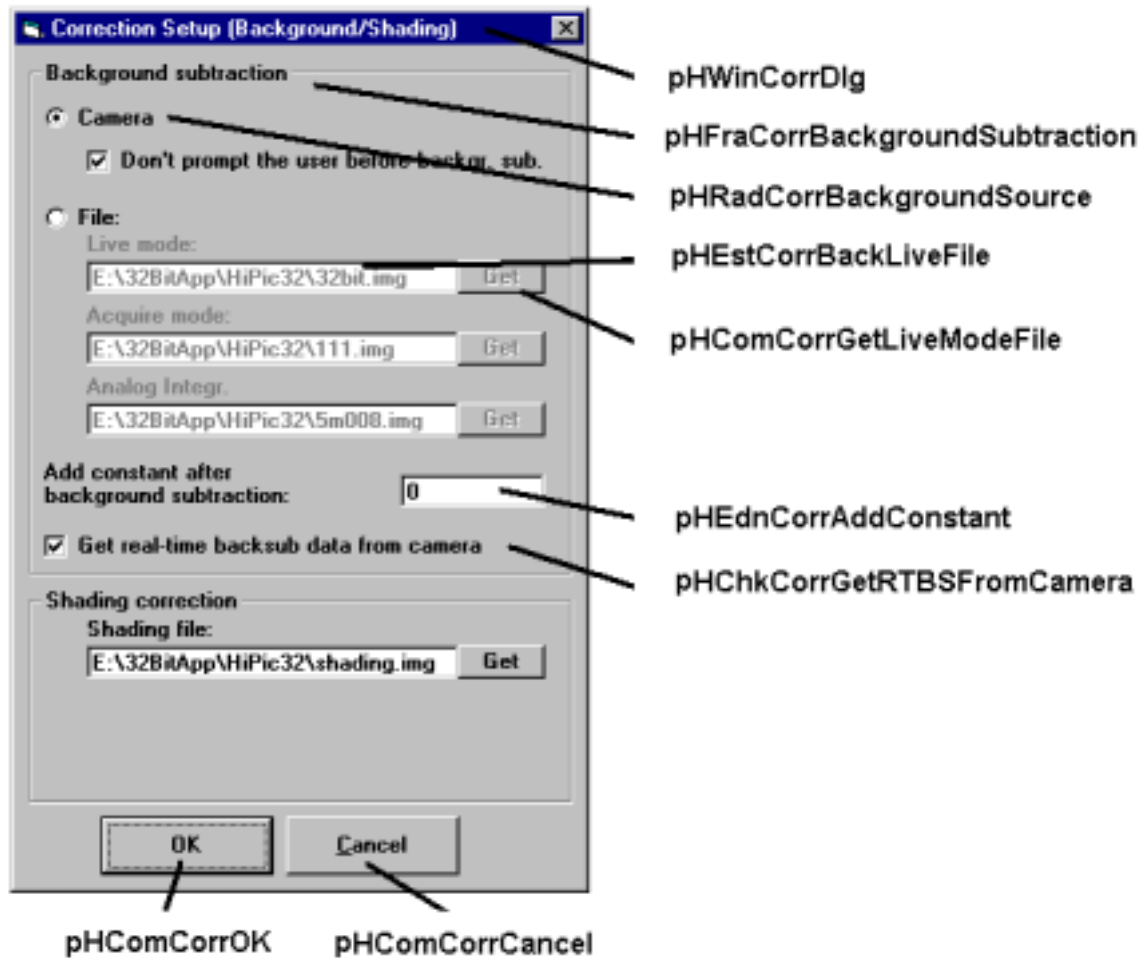 Correction Setup (Background/Shading)
pHWinCorrDlg
Background subtraction
pHFraCorrBackgroundSubtraction
Camera
pHRadCorrBackgroundSource
Don't prompt the user before backgr. sub.
File:
Live mode:
pHEstCorrBackLiveFile
E:\32BitApp\HiPic32\32bit.img Get
pHComCorrGetLiveModeFile
Acquire mode:
E:\32BitApp\HiPic32\111.img Get
Analog Integr.
E:\32BitApp\HiPic32\5m008.img Get
Add constant after
background subtraction: 0
pHEdnCorrAddConstant
Get real-time backsub data from camera
pHChkCorrGetRTBSFromCamera
Shading correction
Shading file:
E:\32BitApp\HiPic32\shading.img Get
OK Cancel
pHComCorrOK pHComCorrCancel